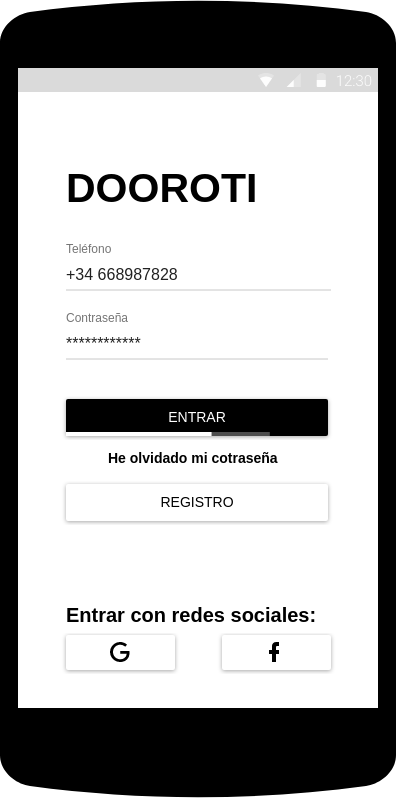 12:30
DOOROTI
Teléfono
+34 668987828
Contraseña
************
ENTRAR
He olvidado mi cotraseña
REGISTRO
Entrar con redes sociales:
G f